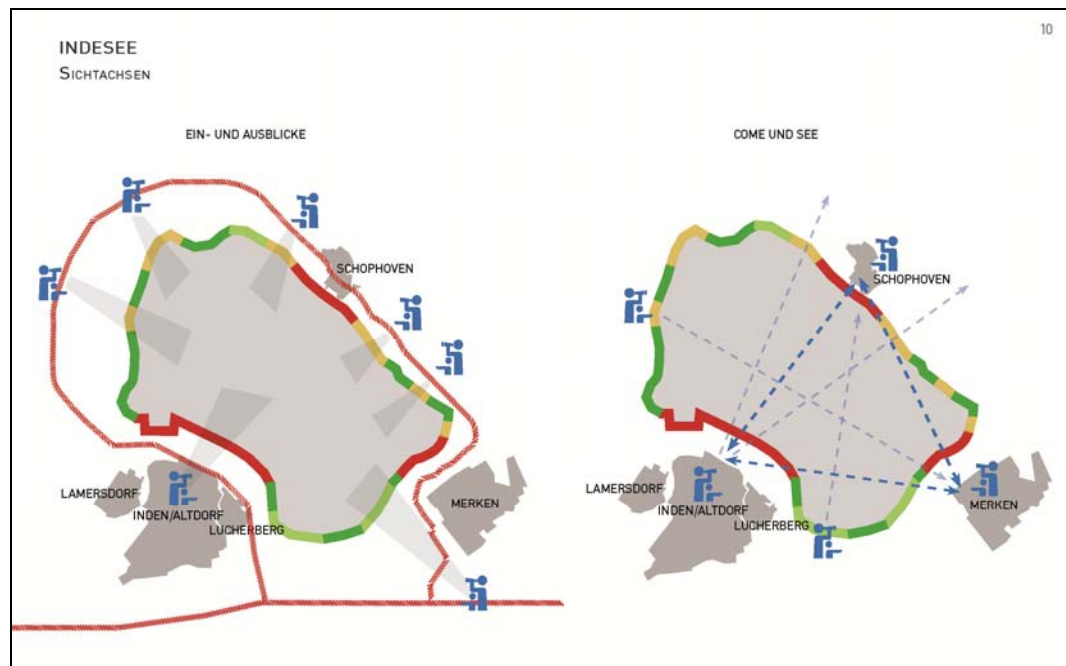 10
INDESEE
SICHTACHSEN
EIN- UND AUSBLICKE
SCHOPHOVEN
LAMERSDORF
INDEN/ALTDORF
LUCHERBERG
MERKEN
COME UND SEE
SCHOPHOVEN
LAMERSDORF
INDEN/ALTDORF
LUCHERBERG
MERKEN